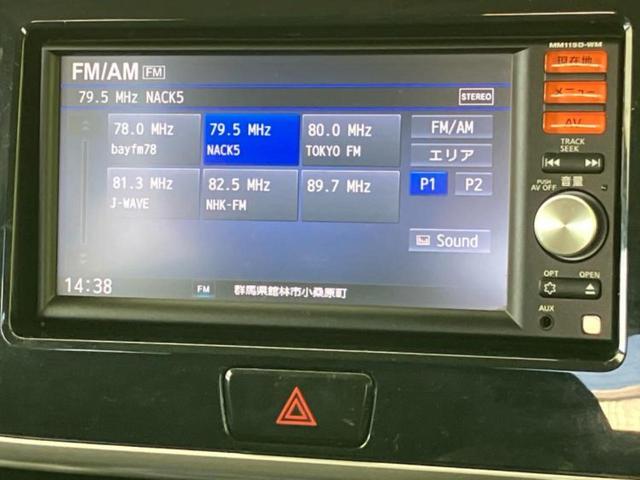 MM115D-WM
FM/AM FM
79.5 MHz NACK5 STEREO
78.0 MHz
bayfm78
79.5 MHz
NACK5
80.0 MHz
TOKYO FM
81.3 MHz
J-WAVE
82.5 MHz
NHK-FM
89.7 MHz
FM/AM
エリア
P1 P2
Sound
14:38 FM 群馬県館林市小桑原町
現在地
メニュー
AV
TRACK
SEEK
PUSH
AV OFF
音量
OPT OPEN
AUX